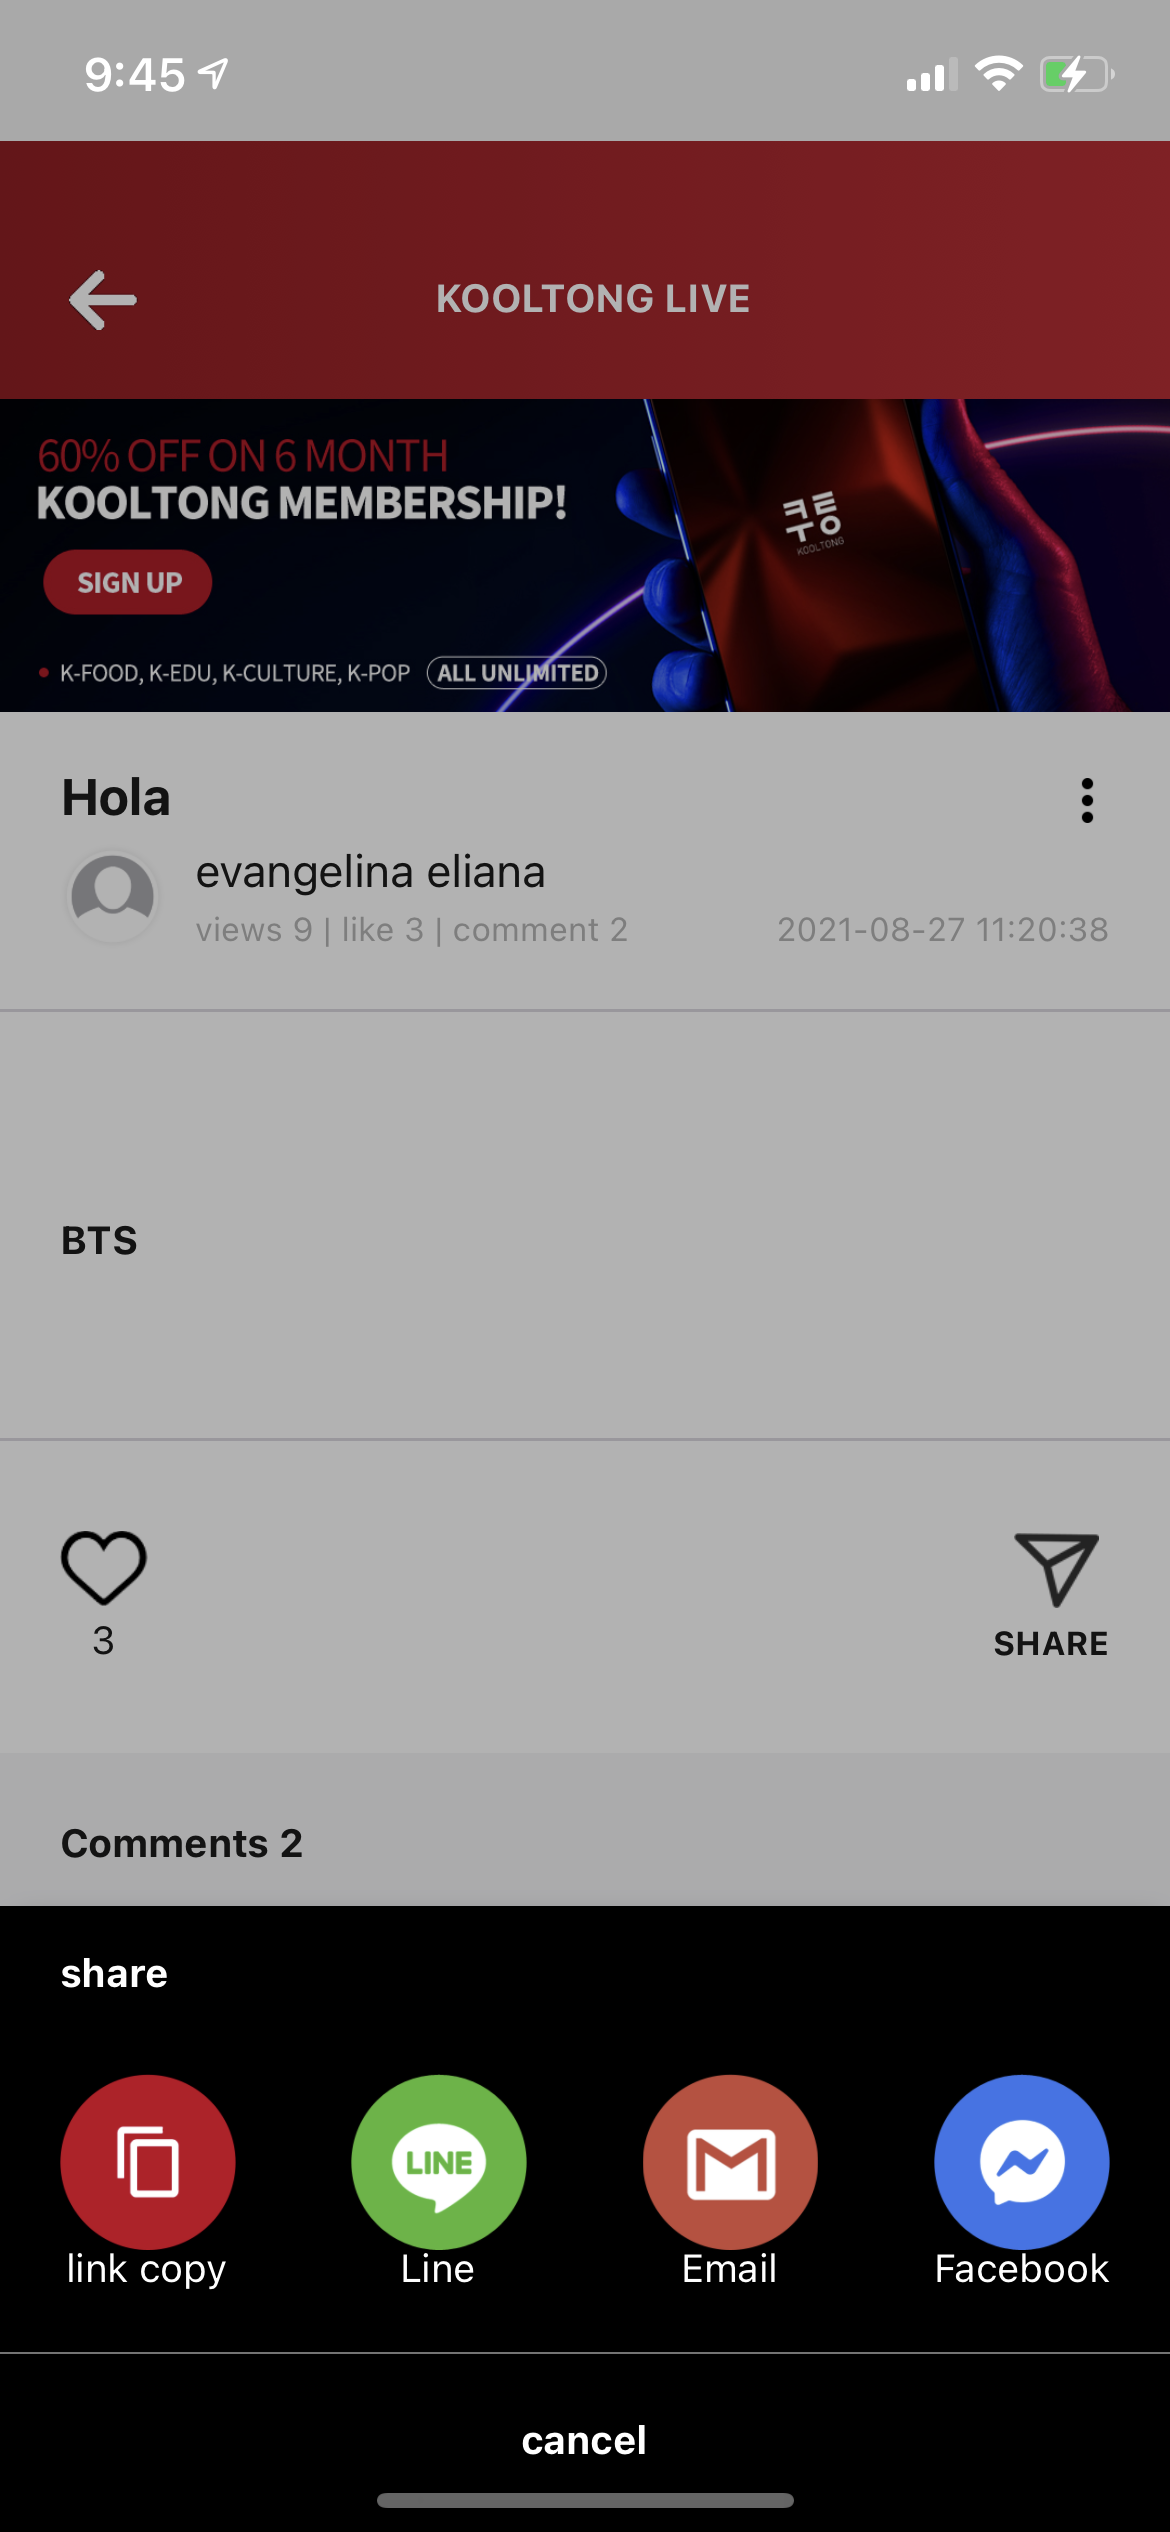 9:45
KOOLTONG LIVE
60% OFF ON 6 MONTH
KOOLTONG MEMBERSHIP!
SIGN UP
쿠통
KOOLTONG
K-FOOD, K-EDU, K-CULTURE, K-POP ALL UNLIMITED
Hola
evangelina eliana
views 9 | like 3 | comment 2 2021-08-27 11:20:38
BTS
3
SHARE
Comments 2
share
LINE
link copy Line Email Facebook
cancel